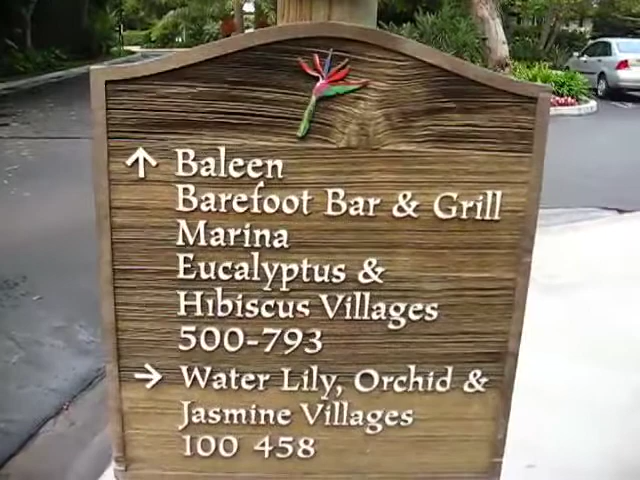 ↑ Baleen
Barefoot Bar & Grill
Marina
Eucalyptus &
Hibiscus Villages
500-793
→ Water Lily, Orchid &
Jasmine Villages
100 458